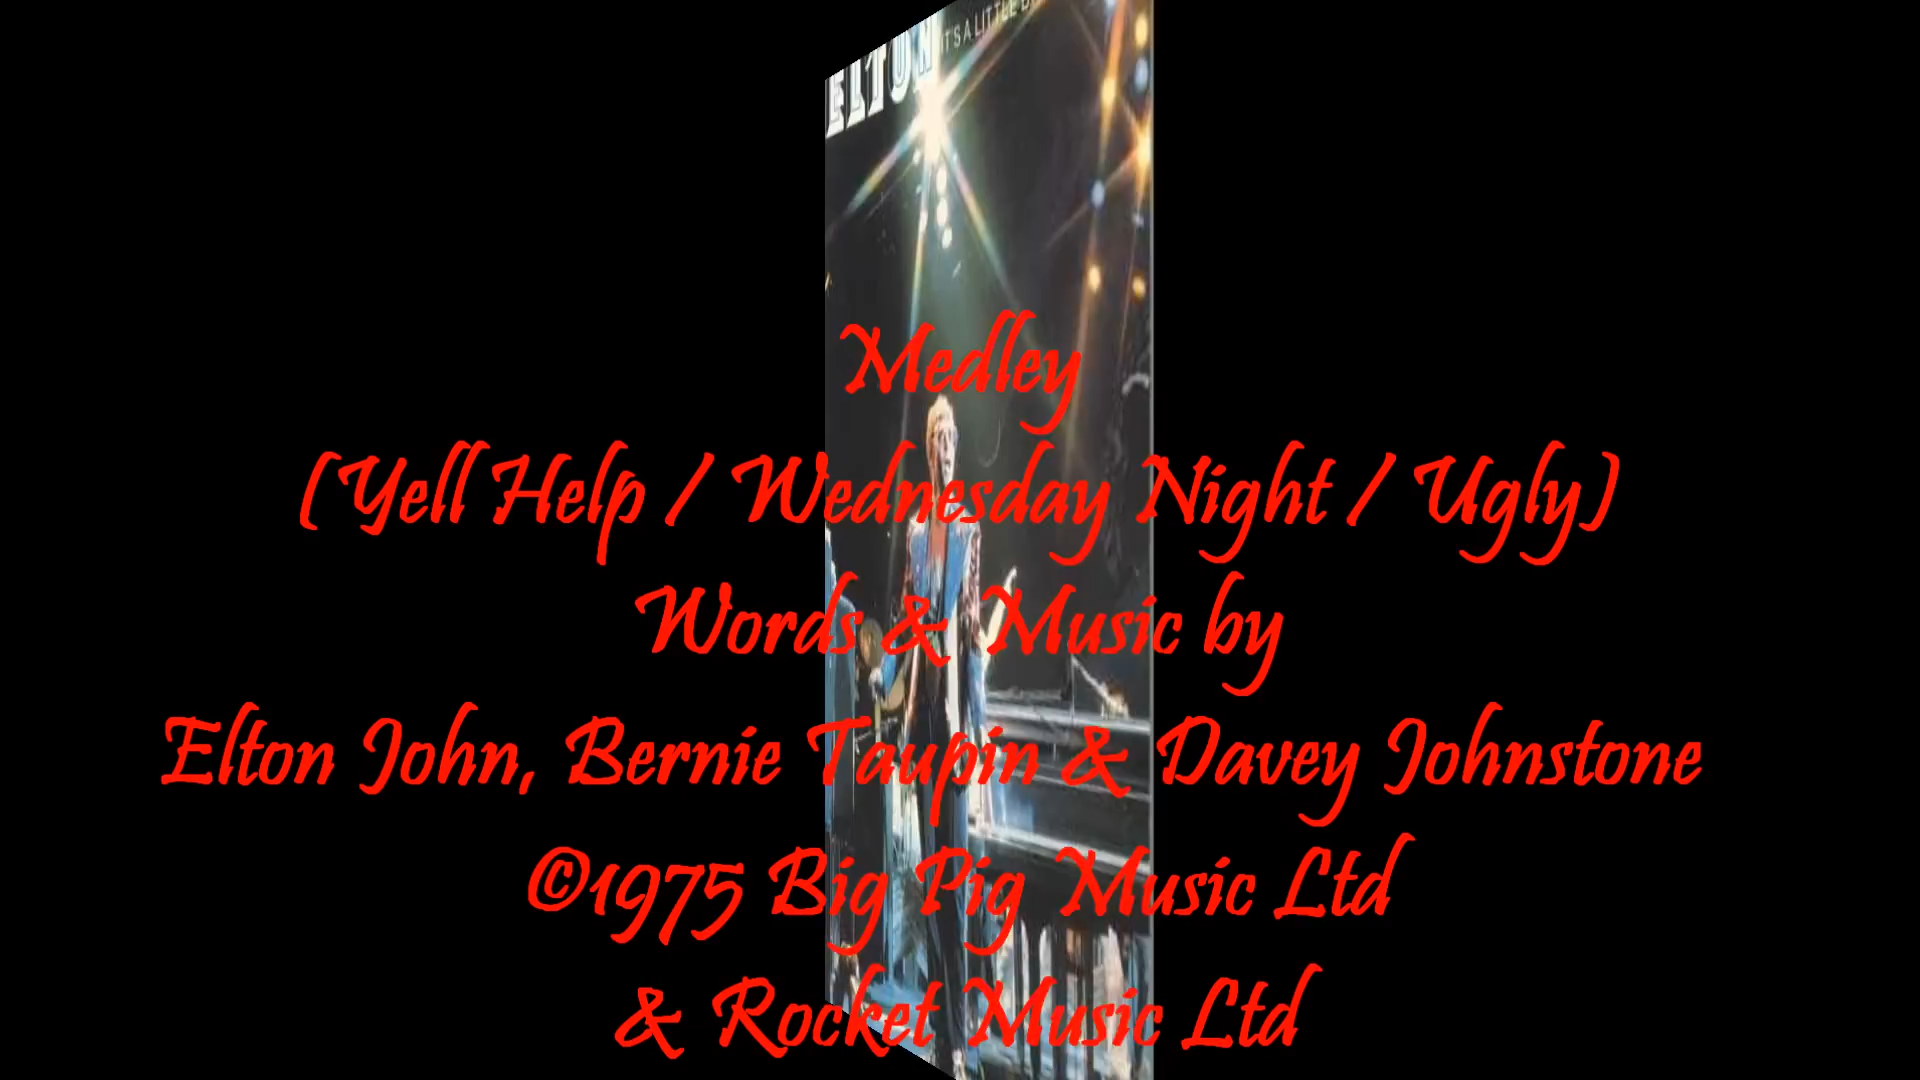 ELTON
IT'S A LITTLE
Medley
(Yell Help / Wednesday Night / Ugly)
Words & Music by
Elton John, Bernie Taupin & Davey Johnstone
©1975 Big Pig Music Ltd
& Rocket Music Ltd